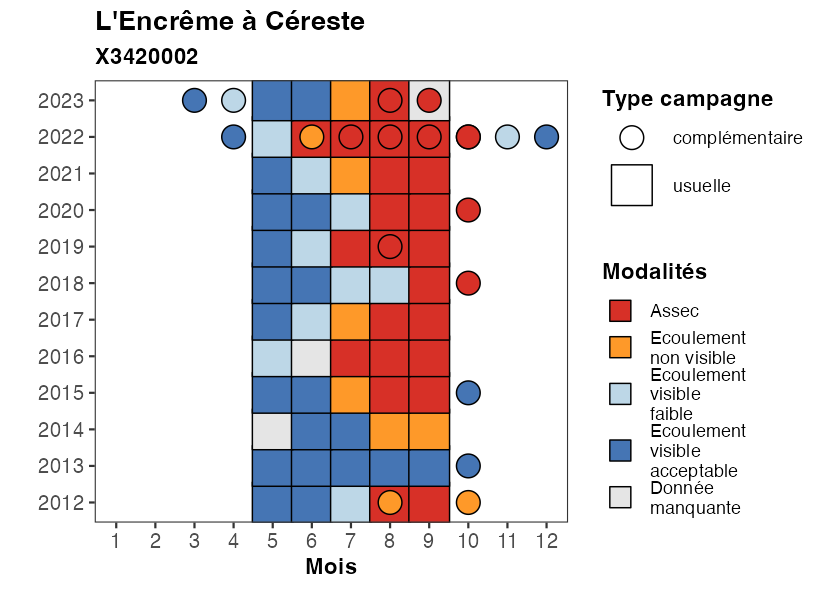 L'Encrême à Céreste
X3420002
2023
2022
2021
2020
2019
2018
2017
2016
2015
2014
2013
2012
1 2 3 4 5 6 7 8 9 10 11 12
Mois
Type campagne
complémentaire
usuelle
Modalités
Assec
Ecoulement
non visible
Ecoulement
visible
faible
Ecoulement
visible
acceptable
Donnée
manquante